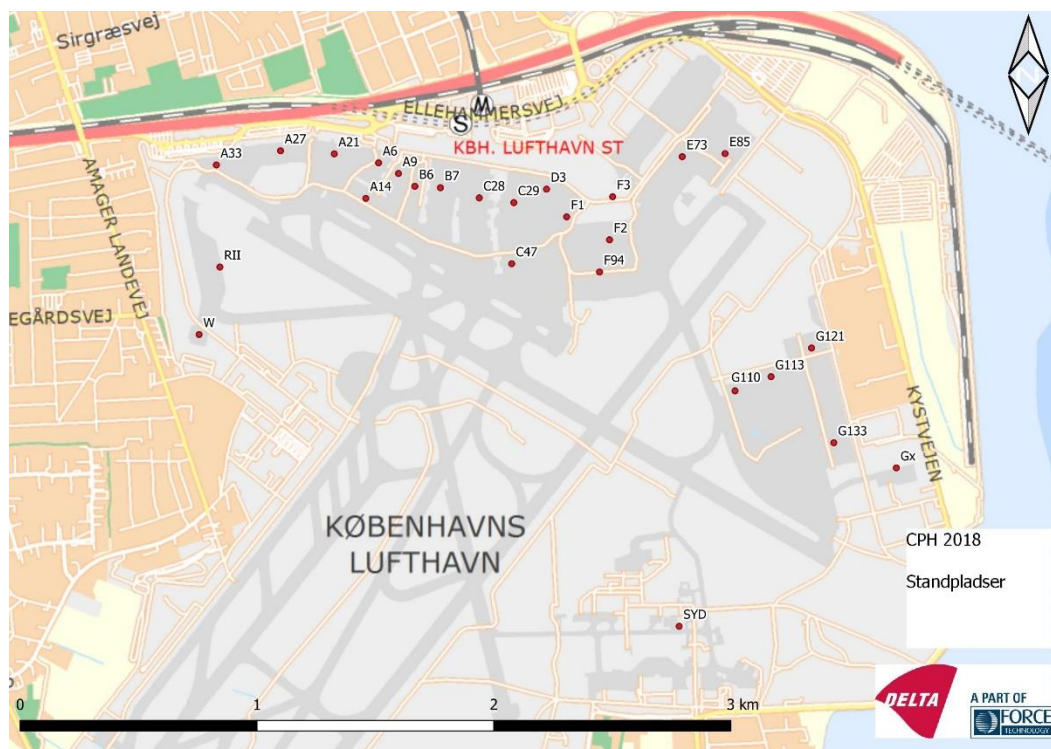 Sirgræsvej
ELLEHAMMERSVEJ
M
S
KBH. LUFTHAVN ST
N
AMAGER LANDEVEJ
A33
A27
A21
A6
A9
A14
B6
B7
C28
C29
D3
F1
F3
E73
E85
F2
F94
C47
RII
EGÅRDSVEJ
W
G121
G113
G110
G133
Gx
KYSTVEJEN
KØBENHAVNS
LUFTHAVN
CPH 2018
Standpladser
SYD
0
1
2
3 km
DELTA
A PART OF
FORCE
TECHNOLOGY